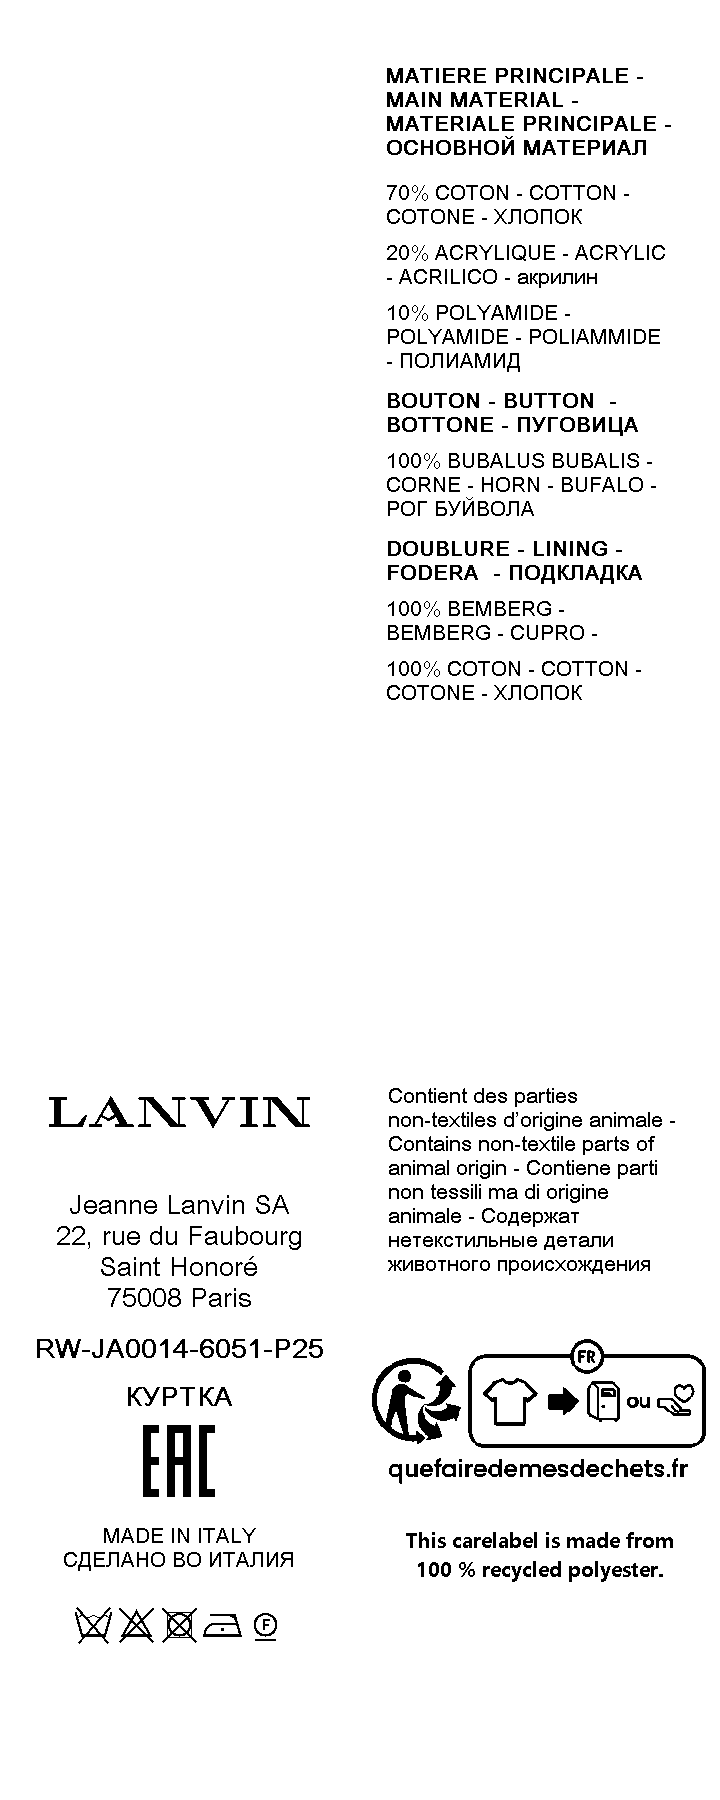 MATIERE PRINCIPALE -
MAIN MATERIAL -
MATERIALE PRINCIPALE -
ОСНОВНОЙ МАТЕРИАЛ
70% COTON - COTTON -
COTONE - ХЛОПОК
20% ACRYLIQUE - ACRYLIC
- ACRILICO - акрилин
10% POLYAMIDE -
POLYAMIDE - POLIAMMIDE
- ПОЛИАМИД
BOUTON - BUTTON -
BOTTONE - ПУГОВИЦА
100% BUBALUS BUBALIS -
CORNE - HORN - BUFALO -
РОГ БУЙВОЛА
DOUBLURE - LINING -
FODERA - ПОДКЛАДКА
100% BEMBERG -
BEMBERG - CUPRO -
100% COTON - COTTON -
COTONE - ХЛОПОК
LANVIN
Jeanne Lanvin SA
22, rue du Faubourg
Saint Honoré
75008 Paris
RW-JA0014-6051-P25
КУРТКА
EAC
MADE IN ITALY
СДЕЛАНО ВО ИТАЛИЯ
F
Contient des parties
non-textiles d'origine animale -
Contains non-textile parts of
animal origin - Contiene parti
non tessili ma di origine
animale - Содержат
нетекстильные детали
животного происхождения
FR
ou
quefairedemesdechets.fr
This carelabel is made from
100 % recycled polyester.